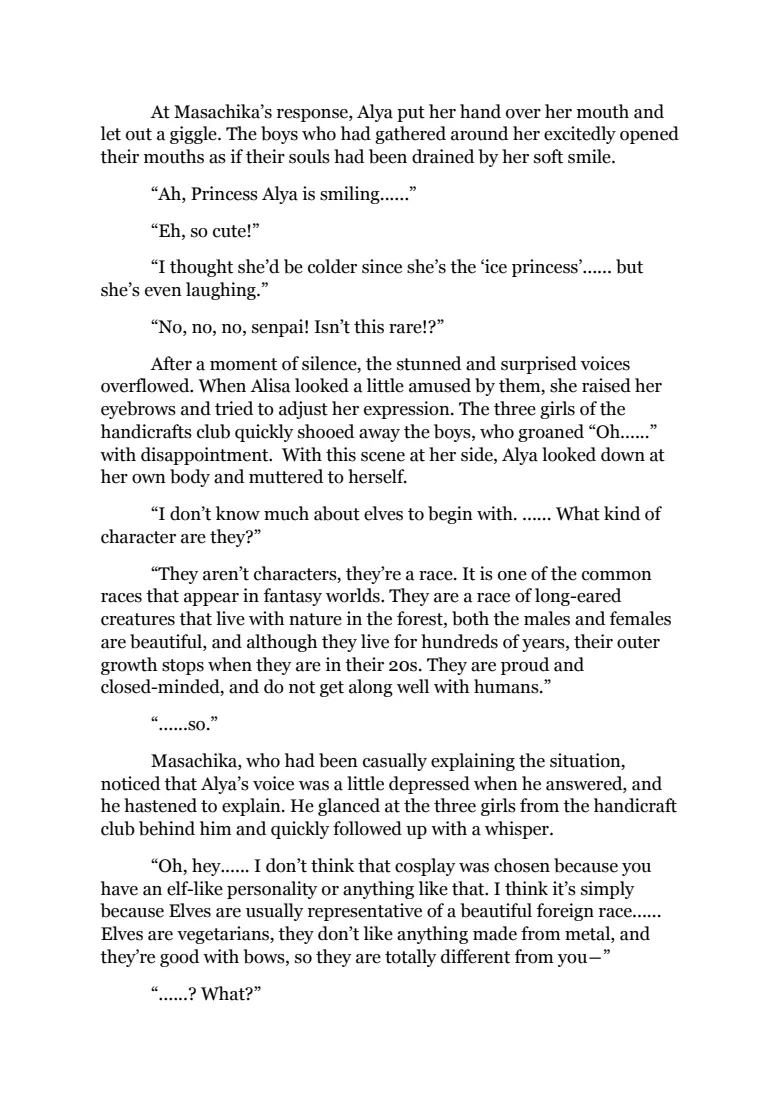 At Masachika’s response, Alya put her hand over her mouth and
let out a giggle. The boys who had gathered around her excitedly opened
their mouths as if their souls had been drained by her soft smile.
“Ah, Princess Alya is smiling......”
“Eh, so cute!”
“I thought she’d be colder since she’s the ‘ice princess’...... but
she’s even laughing.”
“No, no, no, senpai! Isn’t this rare!?”
After a moment of silence, the stunned and surprised voices
overflowed. When Alisa looked a little amused by them, she raised her
eyebrows and tried to adjust her expression. The three girls of the
handicrafts club quickly shooed away the boys, who groaned “Oh......”
with disappointment.  With this scene at her side, Alya looked down at
her own body and muttered to herself.
“I don’t know much about elves to begin with. ...... What kind of
character are they?”
“They aren’t characters, they’re a race. It is one of the common
races that appear in fantasy worlds. They are a race of long-eared
creatures that live with nature in the forest, both the males and females
are beautiful, and although they live for hundreds of years, their outer
growth stops when they are in their 20s. They are proud and
closed-minded, and do not get along well with humans.”
“......so.”
Masachika, who had been casually explaining the situation,
noticed that Alya’s voice was a little depressed when he answered, and
he hastened to explain. He glanced at the three girls from the handicraft
club behind him and quickly followed up with a whisper.
“Oh, hey...... I don’t think that cosplay was chosen because you
have an elf-like personality or anything like that. I think it’s simply
because Elves are usually representative of a beautiful foreign race......
Elves are vegetarians, they don’t like anything made from metal, and
they’re good with bows, so they are totally different from you―”
“......? What?”